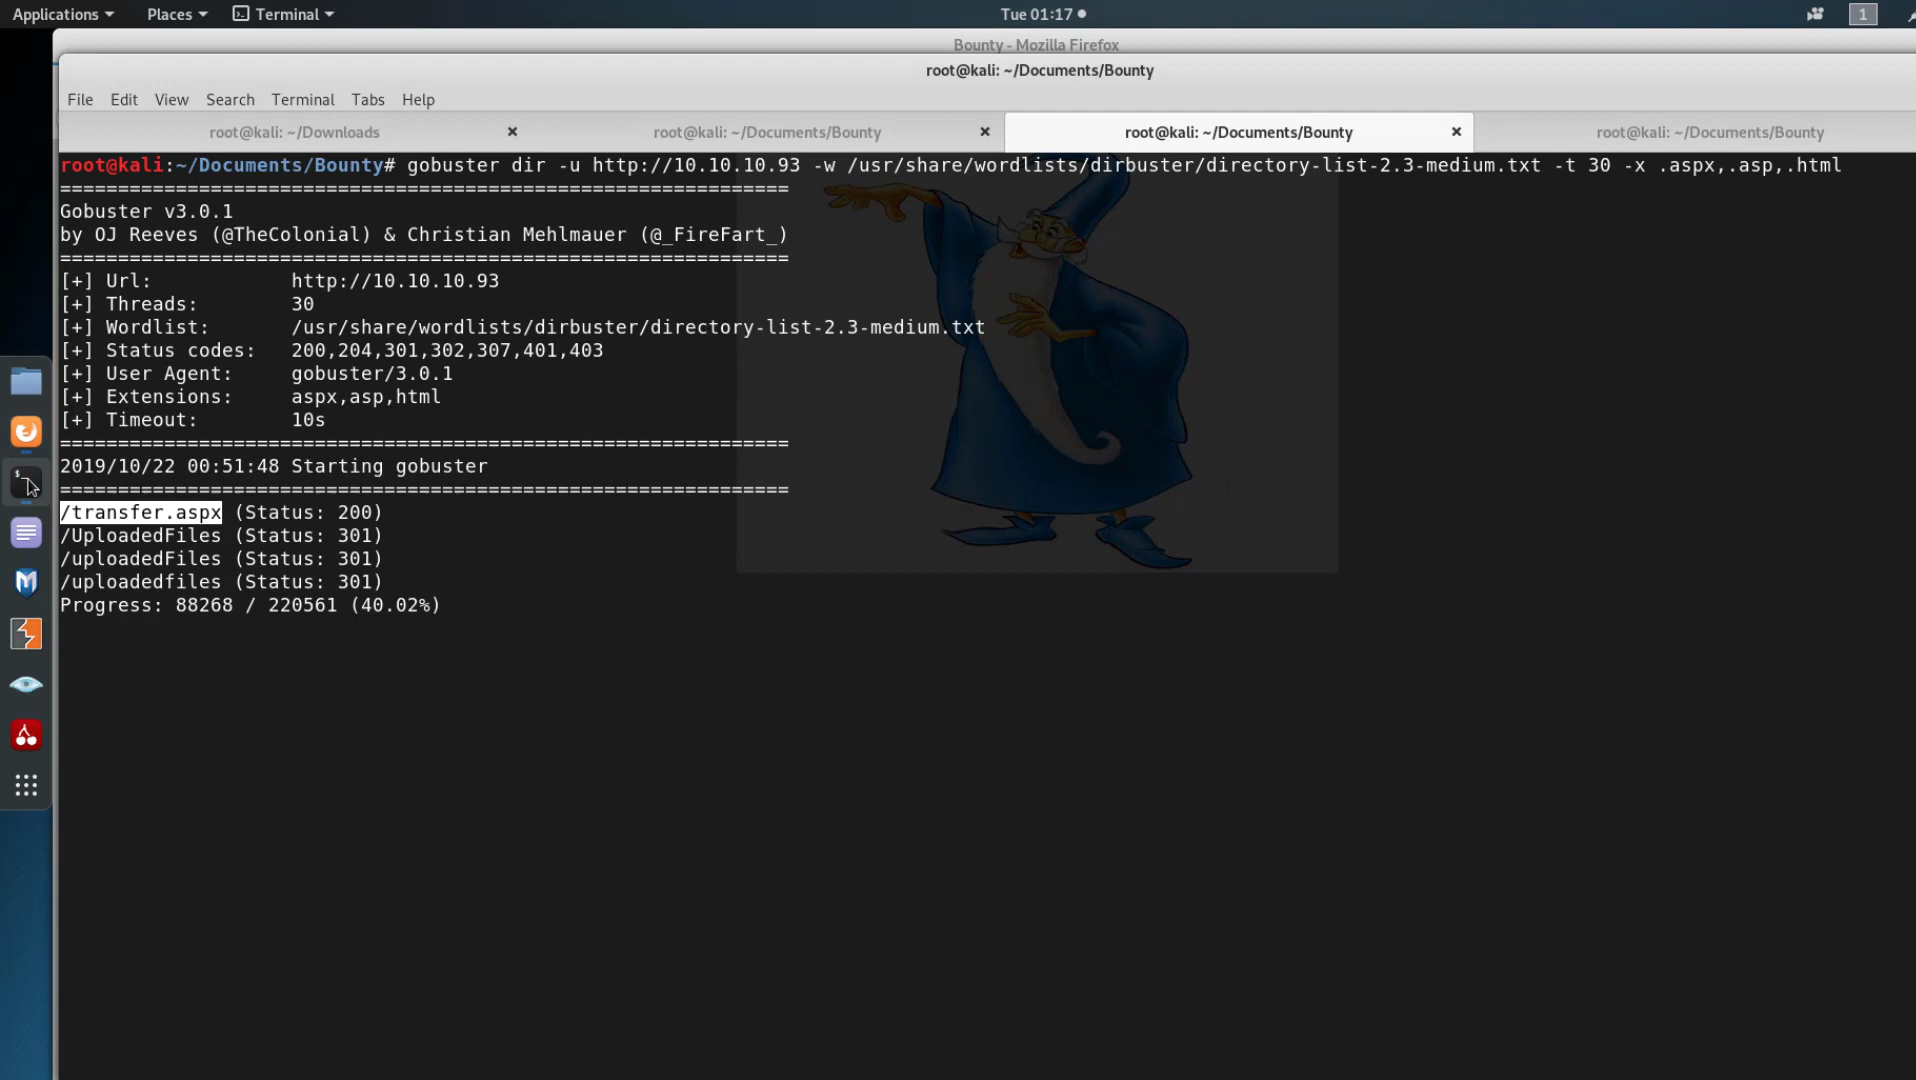 Applications Places Terminal Tue 01:17 1
Bounty - Mozilla Firefox
root@kali: ~/Documents/Bounty
File Edit View Search Terminal Tabs Help
root@kali: ~/Downloads × root@kali: ~/Documents/Bounty × root@kali: ~/Documents/Bounty × root@kali: ~/Documents/Bounty
root@kali:~/Documents/Bounty# gobuster dir -u http://10.10.10.93 -w /usr/share/wordlists/dirbuster/directory-list-2.3-medium.txt -t 30 -x .aspx,.asp,.html
===============================================================
Gobuster v3.0.1
by OJ Reeves (@TheColonial) & Christian Mehlmauer (@_FireFart_)
===============================================================
[+] Url: http://10.10.10.93
[+] Threads: 30
[+] Wordlist: /usr/share/wordlists/dirbuster/directory-list-2.3-medium.txt
[+] Status codes: 200,204,301,302,307,401,403
[+] User Agent: gobuster/3.0.1
[+] Extensions: aspx,asp,html
[+] Timeout: 10s
===============================================================
2019/10/22 00:51:48 Starting gobuster
===============================================================
/transfer.aspx (Status: 200)
/UploadedFiles (Status: 301)
/uploadedFiles (Status: 301)
/uploadedfiles (Status: 301)
Progress: 88268 / 220561 (40.02%)